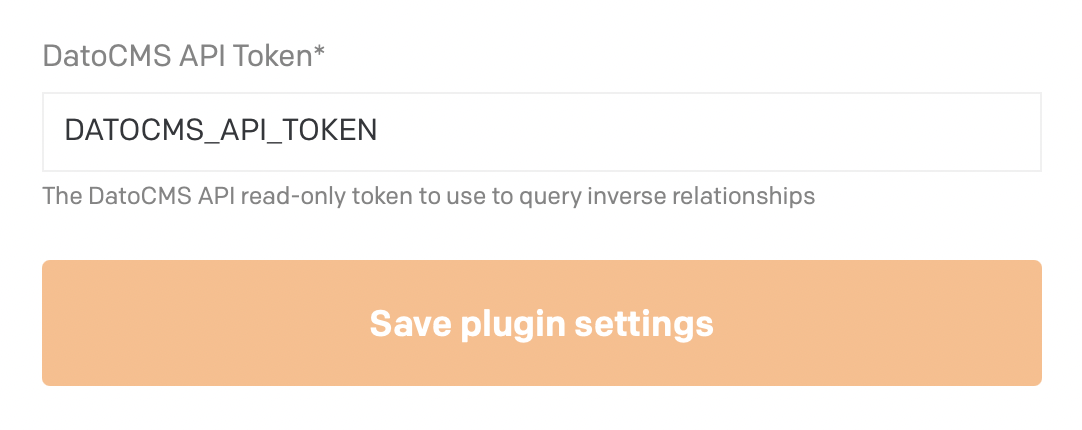 DatoCMS API Token*
DATOCMS_API_TOKEN
The DatoCMS API read-only token to use to query inverse relationships
Save plugin settings